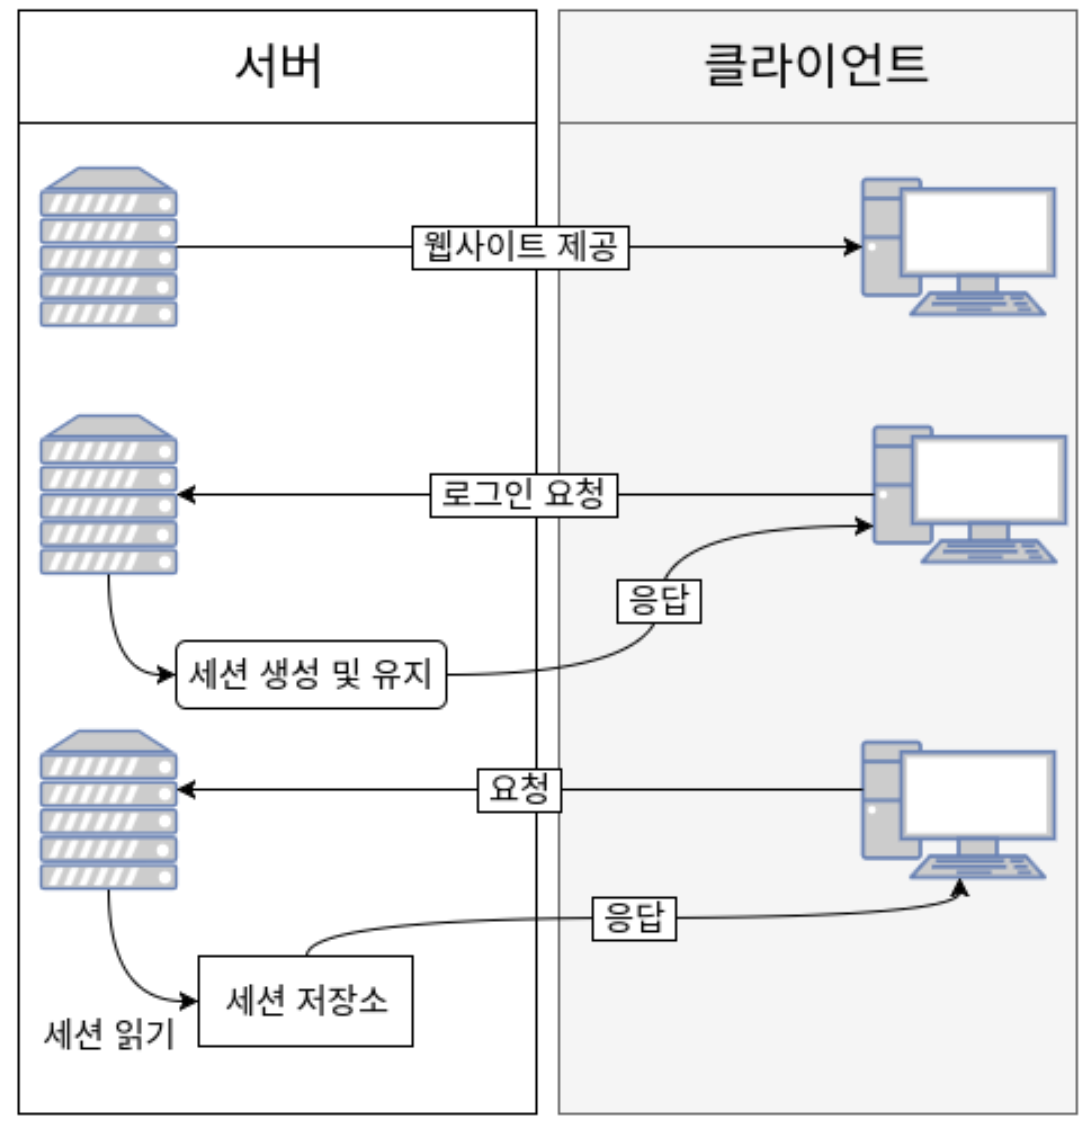 서버
클라이언트
웹사이트 제공
로그인 요청
응답
세션 생성 및 유지
요청
응답
세션 저장소
세션 읽기